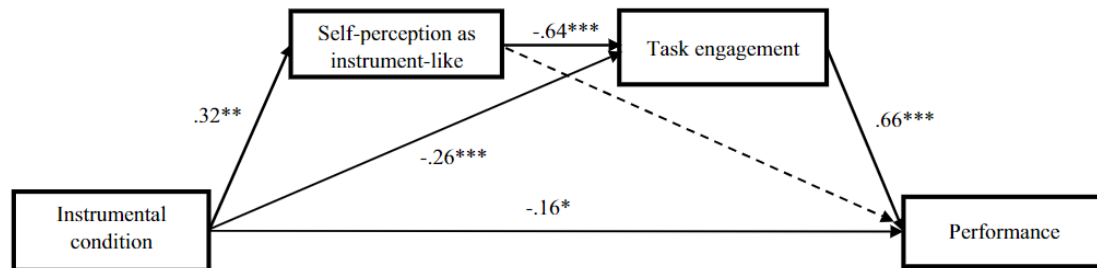 Self-perception as
instrument-like
-.64***
Task engagement
.32**
-.26***
.66***
Instrumental
condition
-.16*
Performance